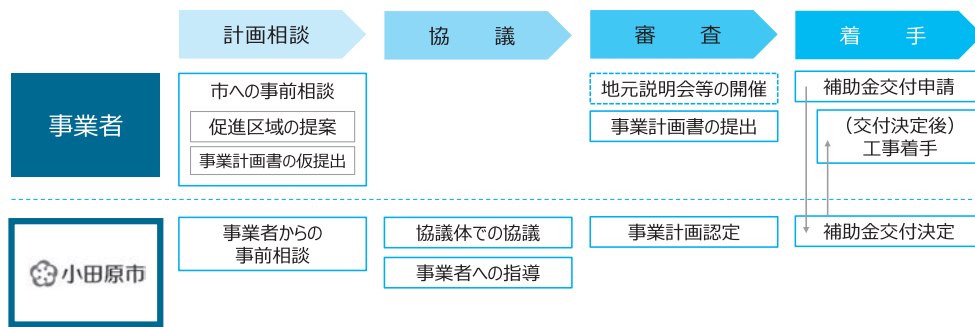 計画相談
協議
審査
着手
事業者
市への事前相談
促進区域の提案
事業計画書の仮提出
地元説明会等の開催
事業計画書の提出
補助金交付申請
（交付決定後）
工事着手
小田原市
事業者からの
事前相談
協議体での協議
事業者への指導
事業計画認定
補助金交付決定